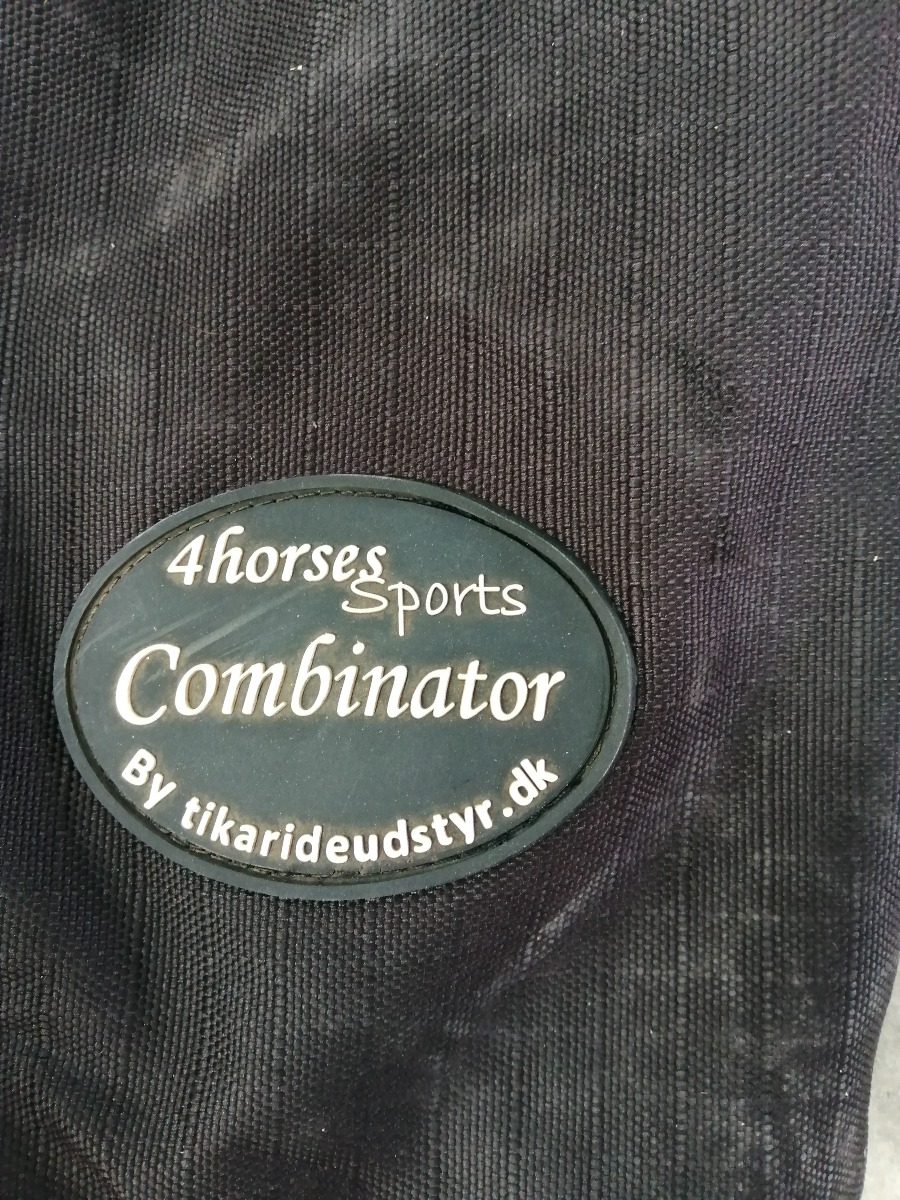 4horses
Sports
Combinator
By tikarideudstyr.dk